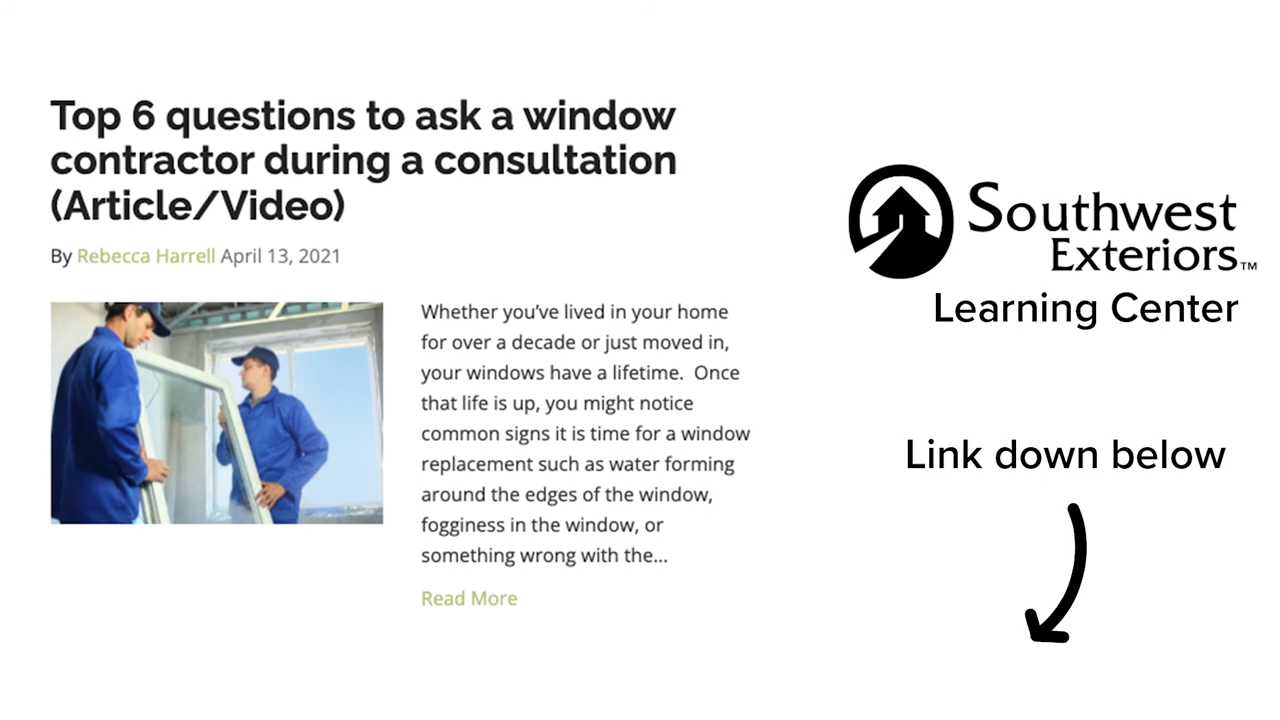 Top 6 questions to ask a window
contractor during a consultation
(Article/Video)
By Rebecca Harrell April 13, 2021
Whether you’ve lived in your home
for over a decade or just moved in,
your windows have a lifetime.  Once
that life is up, you might notice
common signs it is time for a window
replacement such as water forming
around the edges of the window,
fogginess in the window, or
something wrong with the...
Read More
Southwest
Exteriors™
Learning Center
Link down below